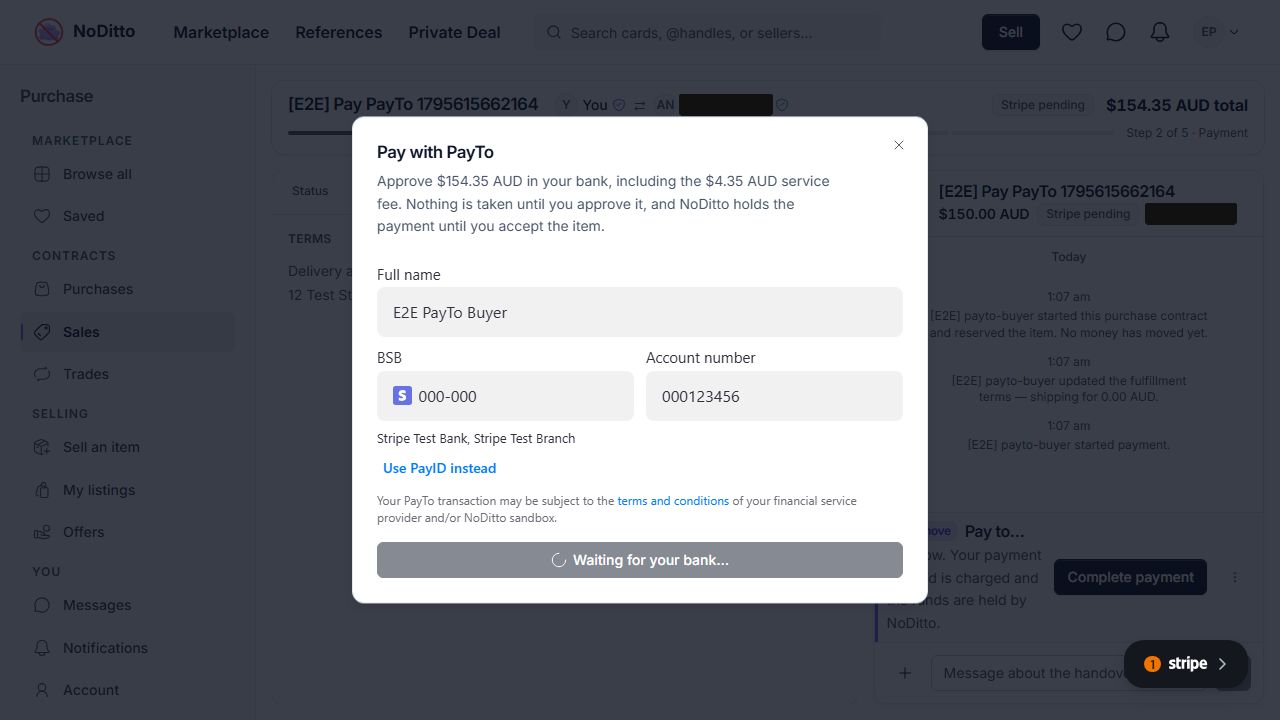 NoDitto
Marketplace
References
Private Deal
Search cards, @handles, or sellers...
Sell
EP
Purchase
MARKETPLACE
Browse all
Saved
CONTRACTS
Purchases
Sales
Trades
SELLING
Sell an item
My listings
Offers
YOU
Messages
Notifications
Account
[E2E] Pay PayTo 1795615662164
Y You
AN
Stripe pending
$154.35 AUD total
Step 2 of 5 · Payment
Status
TERMS
Delivery
12 Test
Pay with PayTo
Approve $154.35 AUD in your bank, including the $4.35 AUD service
fee. Nothing is taken until you approve it, and NoDitto holds the
payment until you accept the item.
Full name
E2E PayTo Buyer
BSB
Account number
S 000-000
000123456
Stripe Test Bank, Stripe Test Branch
Use PayID instead
Your PayTo transaction may be subject to the terms and conditions of your financial service
provider and/or NoDitto sandbox.
Waiting for your bank...
[E2E] Pay PayTo 1795615662164
$150.00 AUD
Stripe pending
Today
1:07 am
[E2E] payto-buyer started this purchase contract
and reserved the item. No money has moved yet.
1:07 am
[E2E] payto-buyer updated the fulfillment
terms — shipping for 0.00 AUD.
1:07 am
[E2E] payto-buyer started payment.
Pay to...
Your payment
is charged and
funds are held by
NoDitto.
Complete payment
Message about the
1 stripe